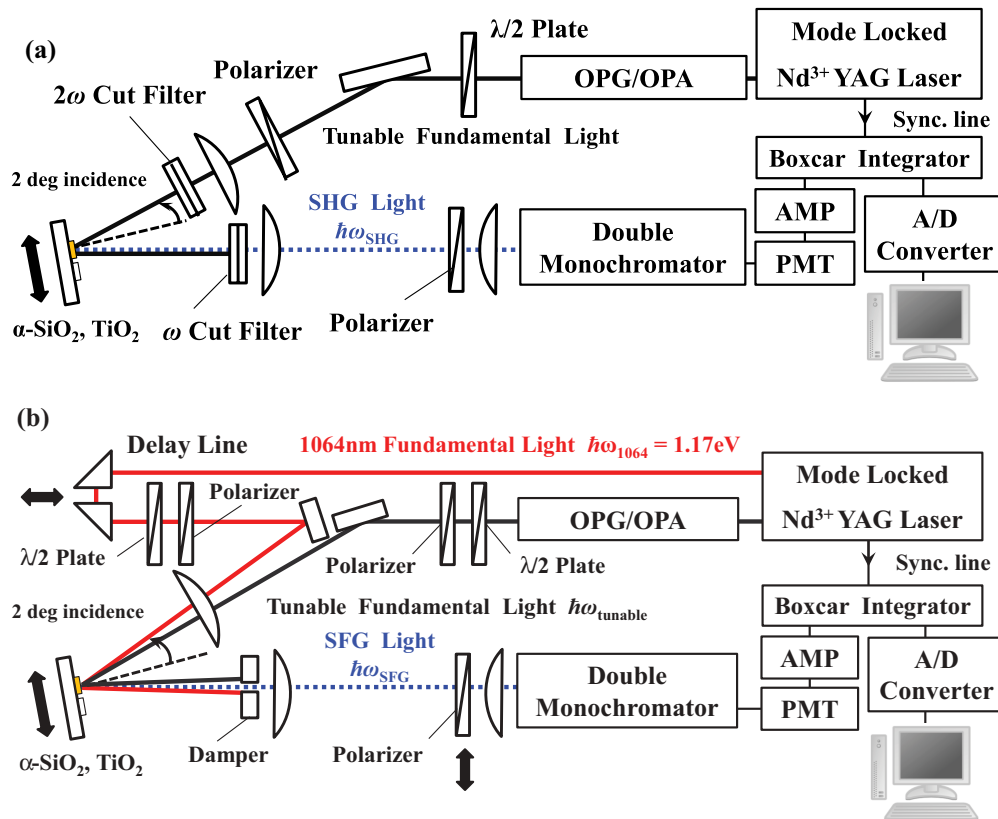 (a)
λ/2 Plate
Mode Locked
Nd³⁺ YAG Laser
Polarizer
OPG/OPA
2ω Cut Filter
Tunable Fundamental Light
Sync. line
Boxcar Integrator
2 deg incidence
SHG Light
ħω_SHG
AMP
A/D
Converter
Double
Monochromator
PMT
α-SiO₂, TiO₂
ω Cut Filter
Polarizer
(b)
Delay Line
1064nm Fundamental Light ħω₁₀₆₄ = 1.17eV
Mode Locked
Nd³⁺ YAG Laser
Polarizer
OPG/OPA
λ/2 Plate
Polarizer
λ/2 Plate
Sync. line
2 deg incidence
Tunable Fundamental Light ħω_tunable
Boxcar Integrator
SFG Light
ħω_SFG
AMP
A/D
Converter
Double
Monochromator
PMT
Damper
Polarizer
α-SiO₂, TiO₂